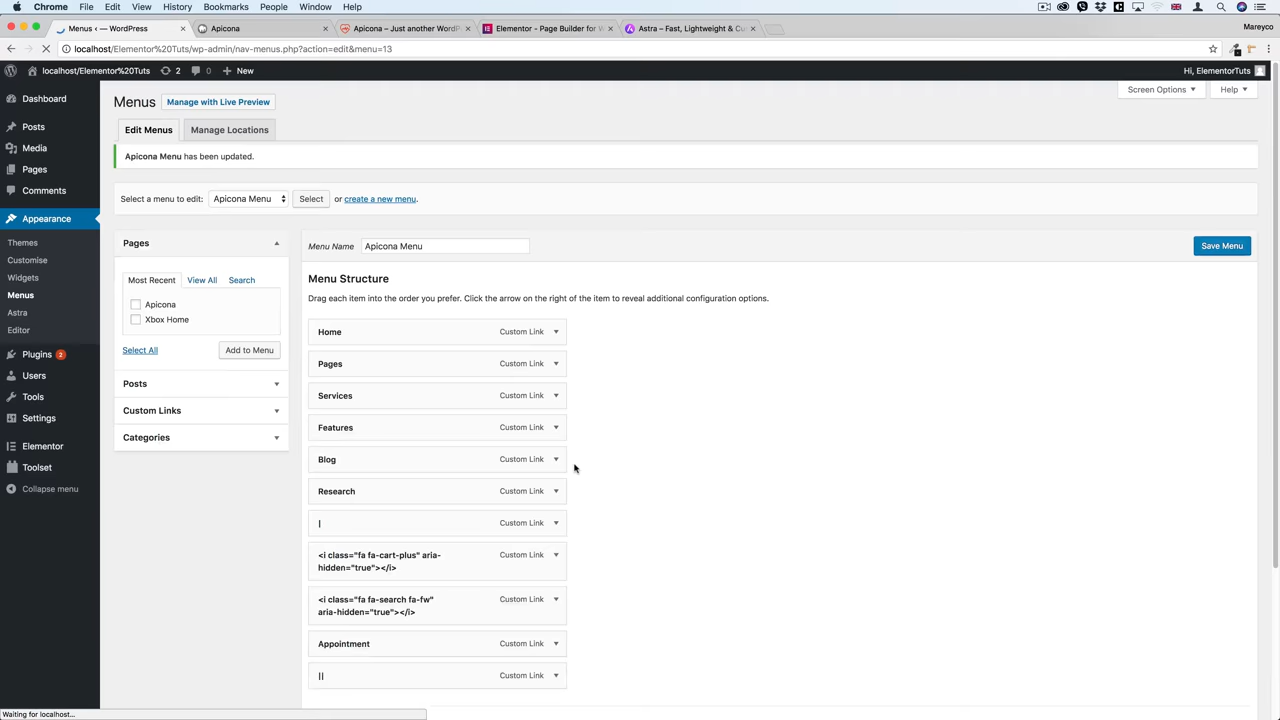 Chrome File Edit View History Bookmarks People Window Help
Menus ‹ — WordPress
Apicona
Apicona – Just another WordP
Elementor - Page Builder for W
Astra – Fast, Lightweight & Cu
Mareyco
localhost/Elementor%20Tuts/wp-admin/nav-menus.php?action=edit&menu=13
localhost/Elementor%20Tuts 2 0 + New
Hi, ElementorTuts
Dashboard
Posts
Media
Pages
Comments
Appearance
Themes
Customise
Widgets
Menus
Astra
Editor
Plugins 2
Users
Tools
Settings
Elementor
Toolset
Collapse menu
Menus Manage with Live Preview
Screen Options ▼ Help ▼
Edit Menus Manage Locations
Apicona Menu has been updated.
Select a menu to edit: Apicona Menu Select or create a new menu.
Pages
Most Recent View All Search
Apicona
Xbox Home
Select All Add to Menu
Posts
Custom Links
Categories
Menu Name Apicona Menu Save Menu
Menu Structure
Drag each item into the order you prefer. Click the arrow on the right of the item to reveal additional configuration options.
Home Custom Link
Pages Custom Link
Services Custom Link
Features Custom Link
Blog Custom Link
Research Custom Link
| Custom Link
<i class="fa fa-cart-plus" aria- Custom Link
hidden="true"></i>
<i class="fa fa-search fa-fw" Custom Link
aria-hidden="true"></i>
Appointment Custom Link
|| Custom Link
Waiting for localhost...